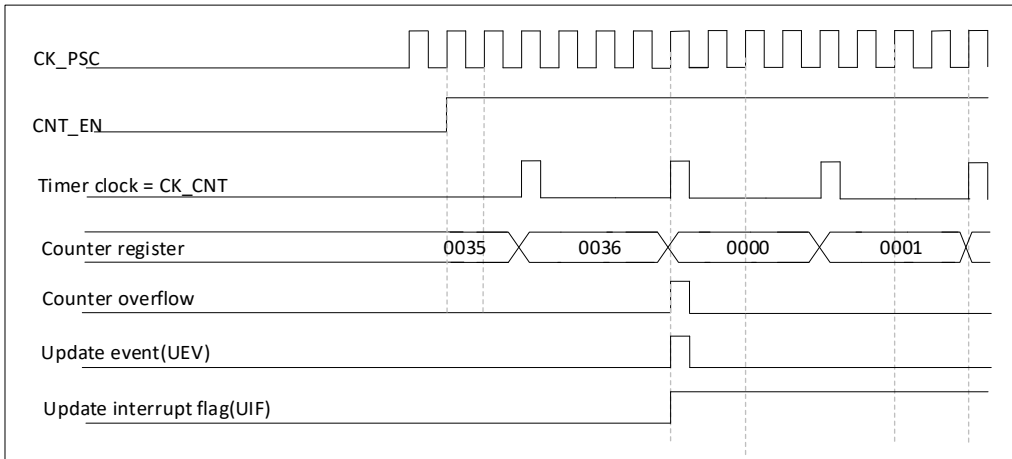 CK_PSC
CNT_EN
Timer clock = CK_CNT
Counter register 0035 0036 0000 0001
Counter overflow
Update event(UEV)
Update interrupt flag(UIF)